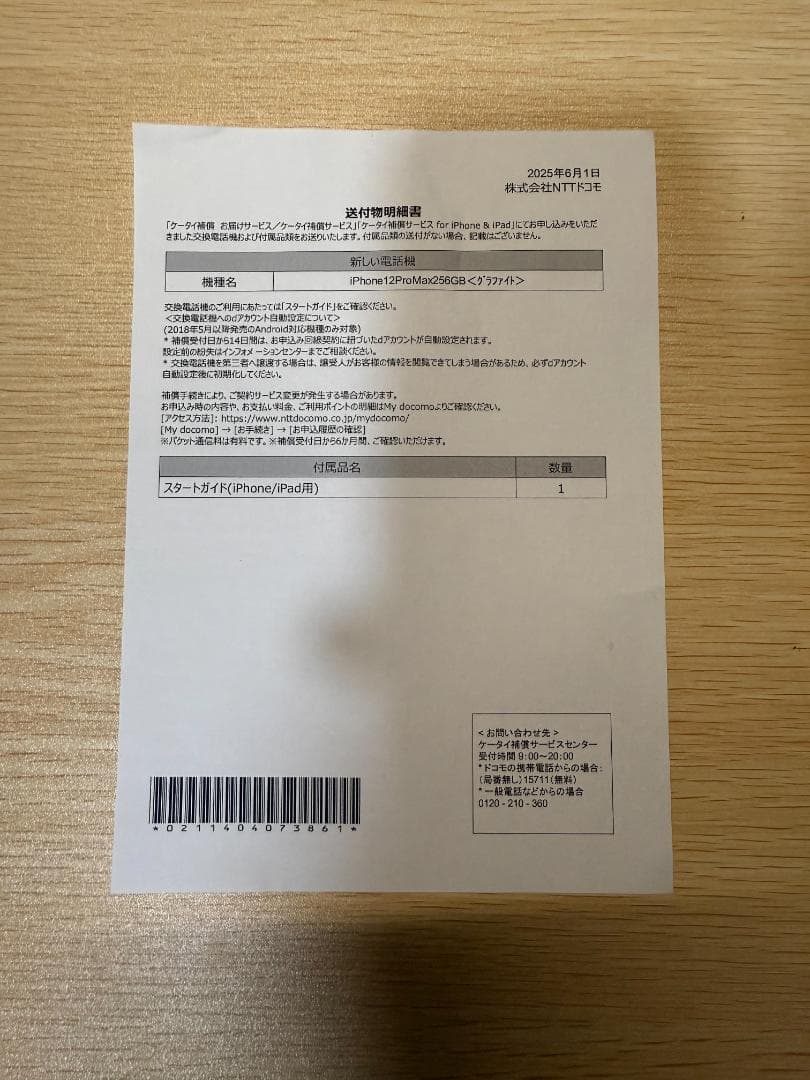 2025年6月1日
株式会社NTTドコモ
送付物明細書
「ケータイ補償 お届けサービス／ケータイ補償サービス」「ケータイ補償サービス for iPhone & iPad」にてお申し込みをいただ
きました交換電話機および付属品類をお送りいたします。付属品類の送付がない場合、記載はございません。
新しい電話機
機種名 iPhone12ProMax256GB<ｸﾞﾗﾌｧｲﾄ>
交換電話機のご利用にあたっては「スタートガイド」をご確認ください。
<交換電話機へのdアカウント自動設定について>
(2018年5月以降発売のAndroid対応機種のみ対象)
* 補償受付日から14日間は、お申込み回線契約に紐づいたdアカウントが自動設定されます。
設定前の紛失はインフォメーションセンターまでご相談ください。
* 交換電話機を第三者へ譲渡する場合は、譲受人がお客様の情報を閲覧できてしまう場合があるため、必ずdアカウント
自動設定後に初期化してください。
補償手続きにより、ご契約サービス変更が発生する場合があります。
お申込み時の内容や、お支払い料金、ご利用ポイントの明細はMy docomoよりご確認ください。
[アクセス方法]: https://www.nttdocomo.co.jp/mydocomo/
[My docomo] → [お手続き] → [お申込履歴の確認]
※パケット通信料は有料です。※補償受付日から6か月間、ご確認いただけます。
付属品名 数量
スタートガイド(iPhone/iPad用) 1
< お問い合わせ先 >
ケータイ補償サービスセンター
受付時間 9:00～20:00
*ドコモの携帯電話からの場合:
(局番無し)15711(無料)
* 一般電話などからの場合
0120 - 210 - 360
*0211404073861*